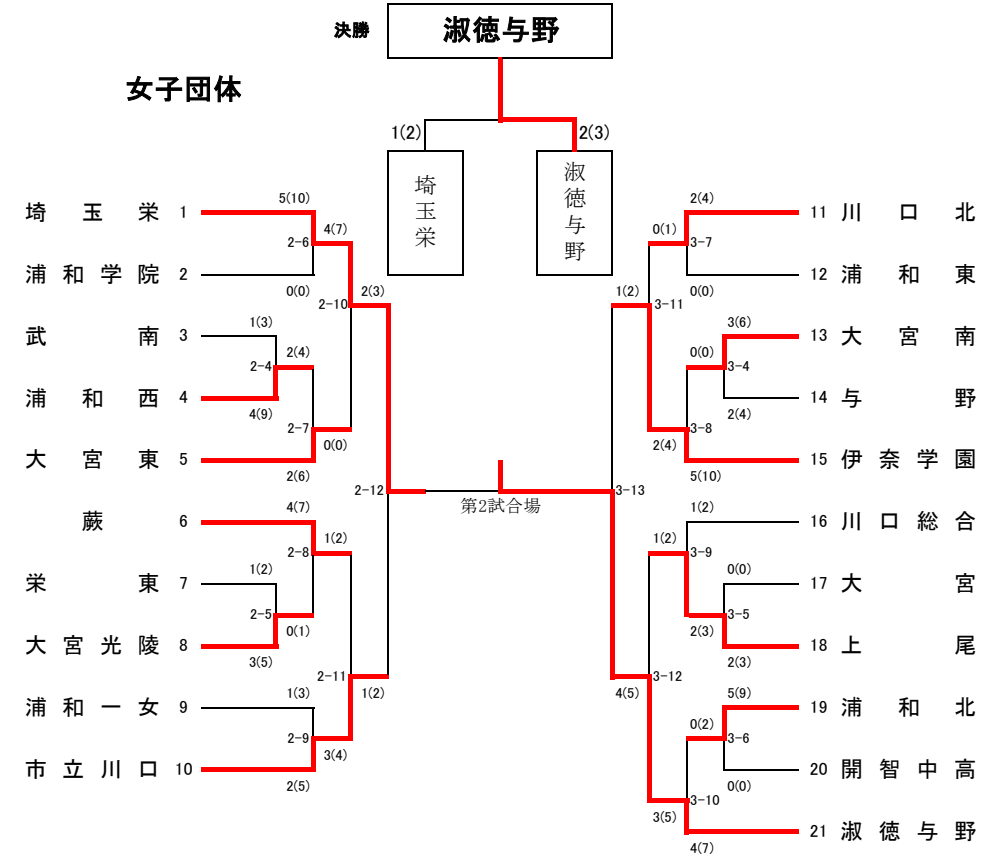 決勝
淑徳与野
女子団体
1(2)
2(3)
埼玉栄
淑徳与野
5(10)
2(4)
埼玉栄 1
11 川口北
4(7)
0(1)
2-6
3-7
浦和学院 2
12 浦和東
0(0)
2(3)
1(2)
0(0)
2-10
3-11
1(3)
3(6)
武南 3
13 大宮南
2(4)
0(0)
2-4
3-4
浦和西 4
14 与野
4(9)
2(4)
2-7
3-8
0(0)
2(4)
大宮東 5
15 伊奈学園
2(6)
5(10)
2-12
3-13
第2試合場
4(7)
1(2)
蕨 6
16 川口総合
1(2)
1(2)
2-8
3-9
1(2)
0(0)
栄東 7
17 大宮
2-5
3-5
0(1)
2(3)
大宮光陵 8
18 上尾
3(5)
2(3)
2-11
3-12
1(3)
1(2)
4(5)
5(9)
浦和一女 9
19 浦和北
0(2)
2-9
3-6
3(4)
市立川口 10
20 開智中高
2(5)
0(0)
3-10
3(5)
21 淑徳与野
4(7)